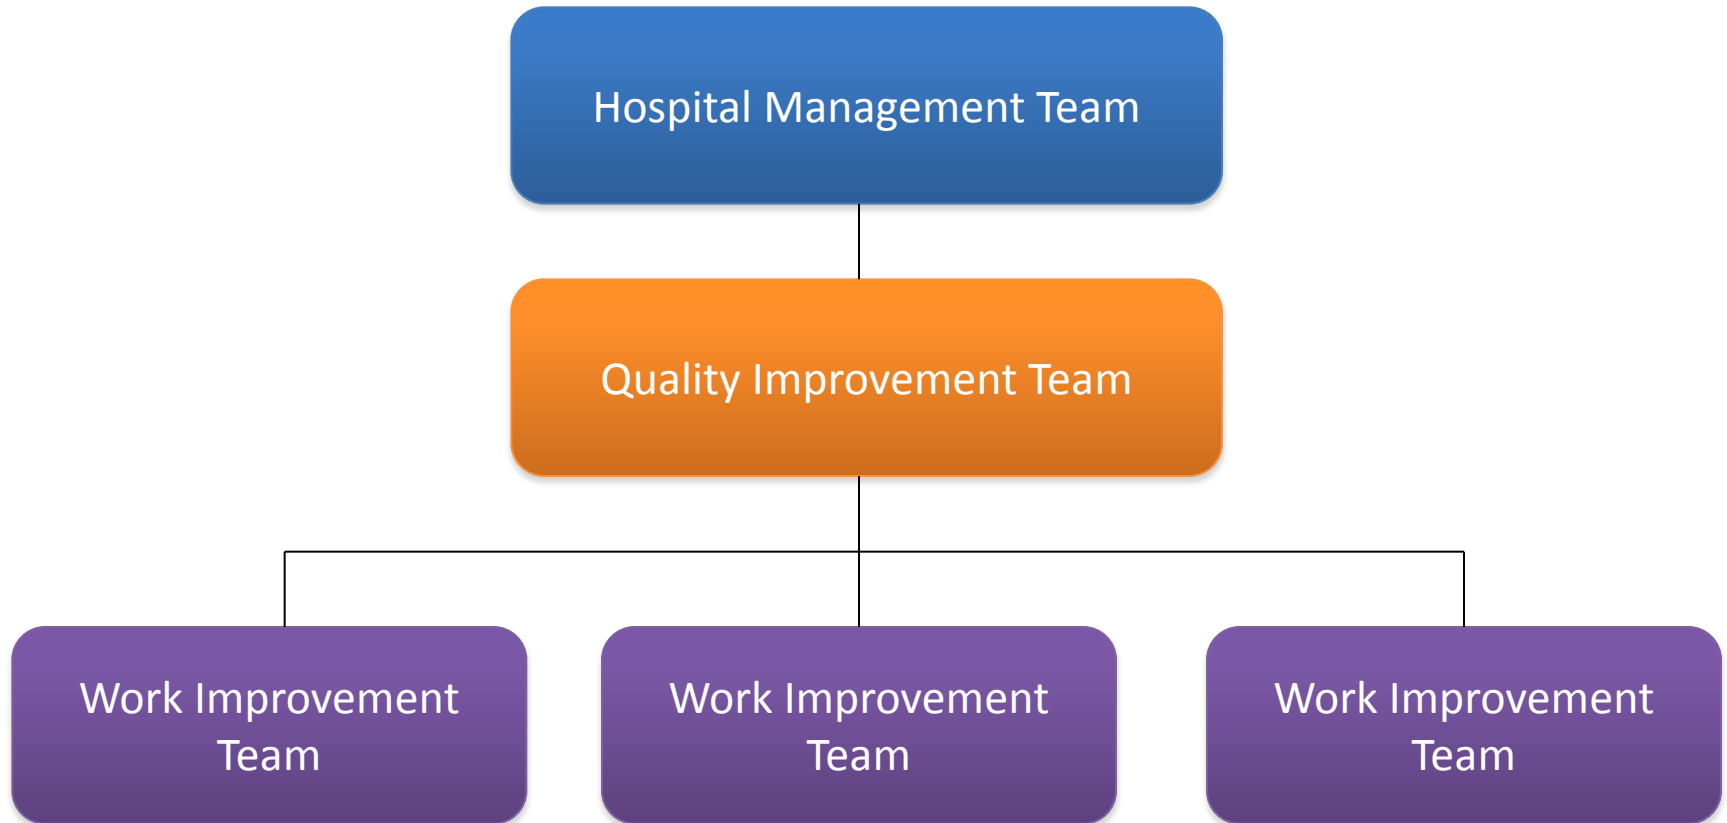 Hospital Management Team
Quality Improvement Team
Work Improvement
Team
Work Improvement
Team
Work Improvement
Team